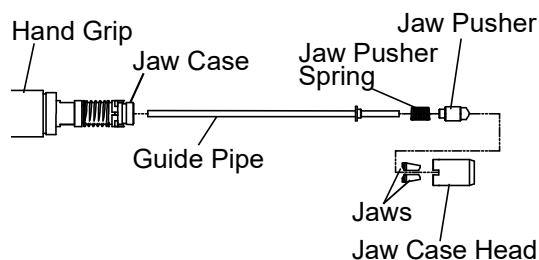 Hand Grip
Jaw Case
Guide Pipe
Jaw Pusher
Spring
Jaw Pusher
Jaws
Jaw Case Head